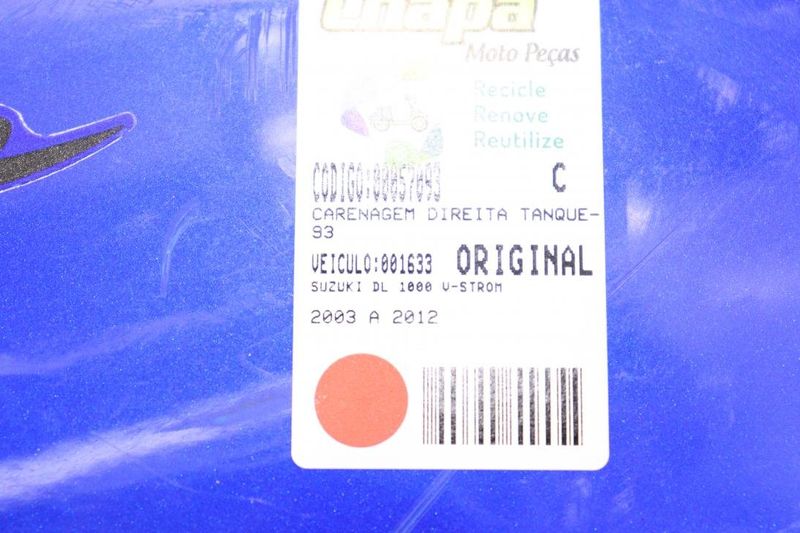 Chapa
Moto Peças
Recicle
Renove
Reutilize
CODIGO:00057693 C
CARENAGEM DIREITA TANQUE-
93
VEICULO:001633 ORIGINAL
SUZUKI DL 1000 V-STROM
2003 A 2012